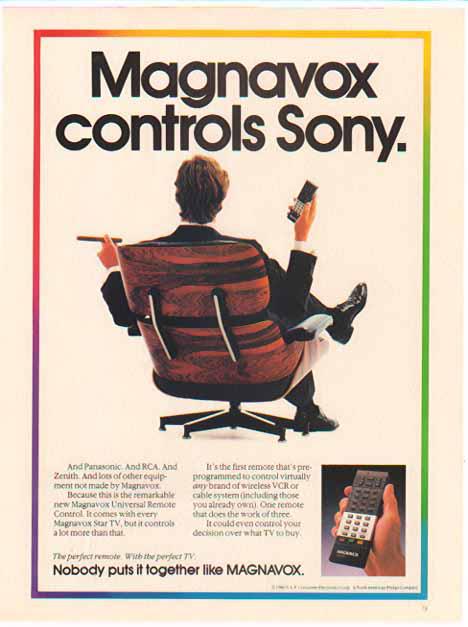 Magnavox
controls Sony.
And Panasonic. And RCA. And
Zenith. And lots of other equip-
ment not made by Magnavox.
Because this is the remarkable
new Magnavox Universal Remote
Control. It comes with every
Magnavox Star TV, but it controls
a lot more than that.
It's the first remote that's pre-
programmed to control virtually
any brand of wireless VCR or
cable system (including those
you already own). One remote
that does the work of three.
It could even control your
decision over what TV to buy.
MAGNAVOX
The perfect remote. With the perfect TV.
Nobody puts it together like MAGNAVOX.